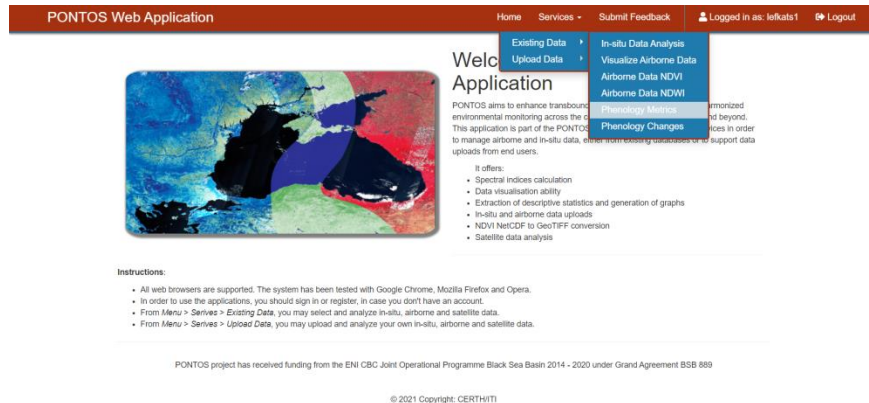 PONTOS Web Application
Home Services Submit Feedback Logged in as: lefkats1 Logout
Existing Data
Upload Data
In-situ Data Analysis
Visualize Airborne Data
Airborne Data NDVI
Airborne Data NDWI
Phenology Metrics
Phenology Changes
Welc
Application
PONTOS aims to enhance transbound armonized
environmental monitoring across the c nd beyond.
This application is part of the PONTOS vices in order
to manage airborne and in-situ data, either from existing databases or to support data
uploads from end users.
It offers:
• Spectral indices calculation
• Data visualisation ability
• Extraction of descriptive statistics and generation of graphs
• In-situ and airborne data uploads
• NDVI NetCDF to GeoTIFF conversion
• Satellite data analysis
Instructions:
• All web browsers are supported. The system has been tested with Google Chrome, Mozilla Firefox and Opera.
• In order to use the applications, you should sign in or register, in case you don't have an account.
• From Menu > Serives > Existing Data, you may select and analyze in-situ, airborne and satellite data.
• From Menu > Serives > Upload Data, you may upload and analyze your own in-situ, airborne and satellite data.
PONTOS project has received funding from the ENI CBC Joint Operational Programme Black Sea Basin 2014 - 2020 under Grand Agreement BSB 889
© 2021 Copyright: CERTH/ITI